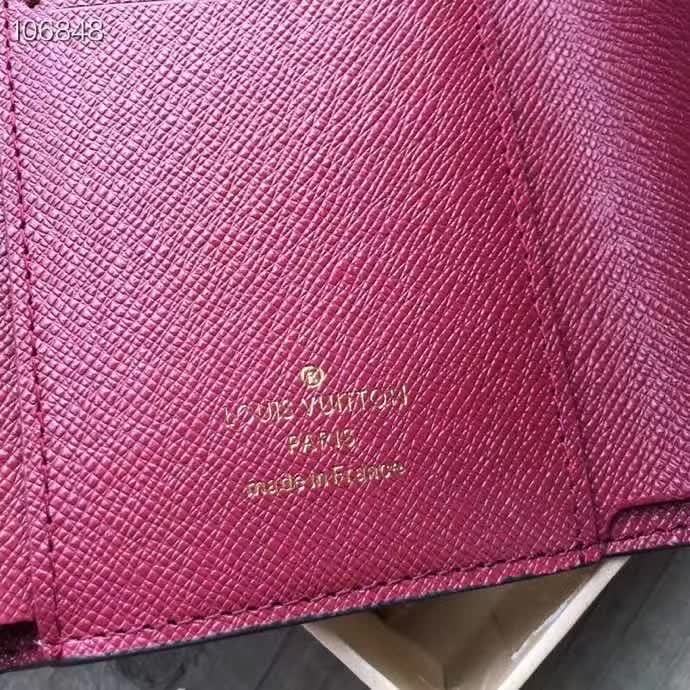 106848
®
LOUIS VUITTON
PARIS
made in France